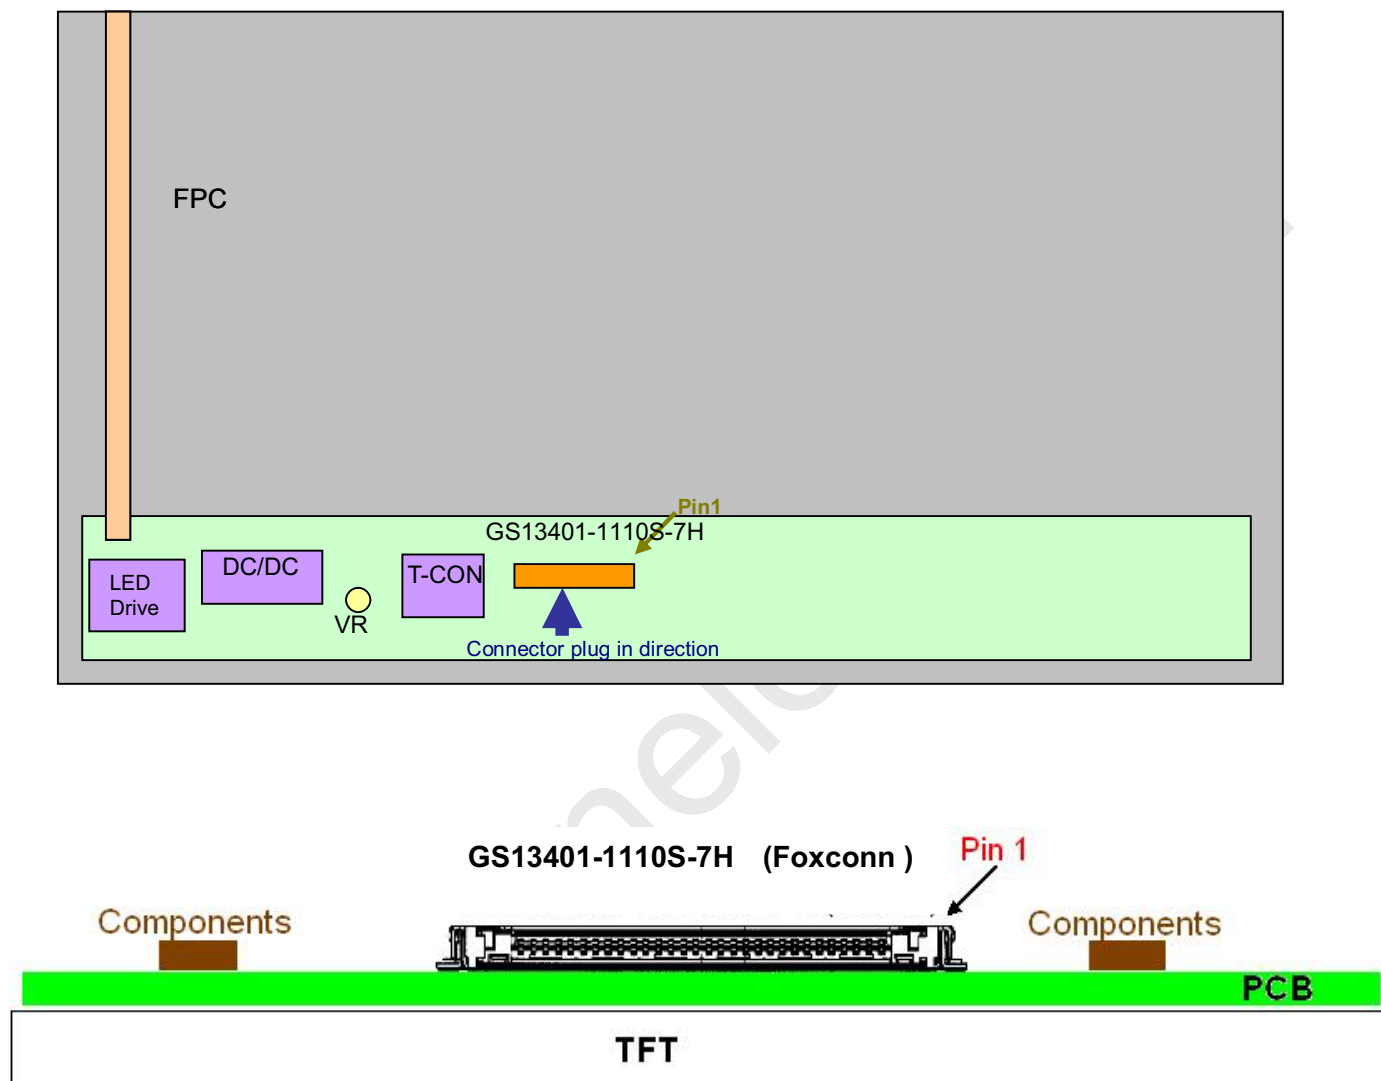 FPC
Pin1
GS13401-1110S-7H
DC/DC
T-CON
LED
Drive
VR
Connector plug in direction
GS13401-1110S-7H (Foxconn )
Pin 1
Components
Components
PCB
TFT